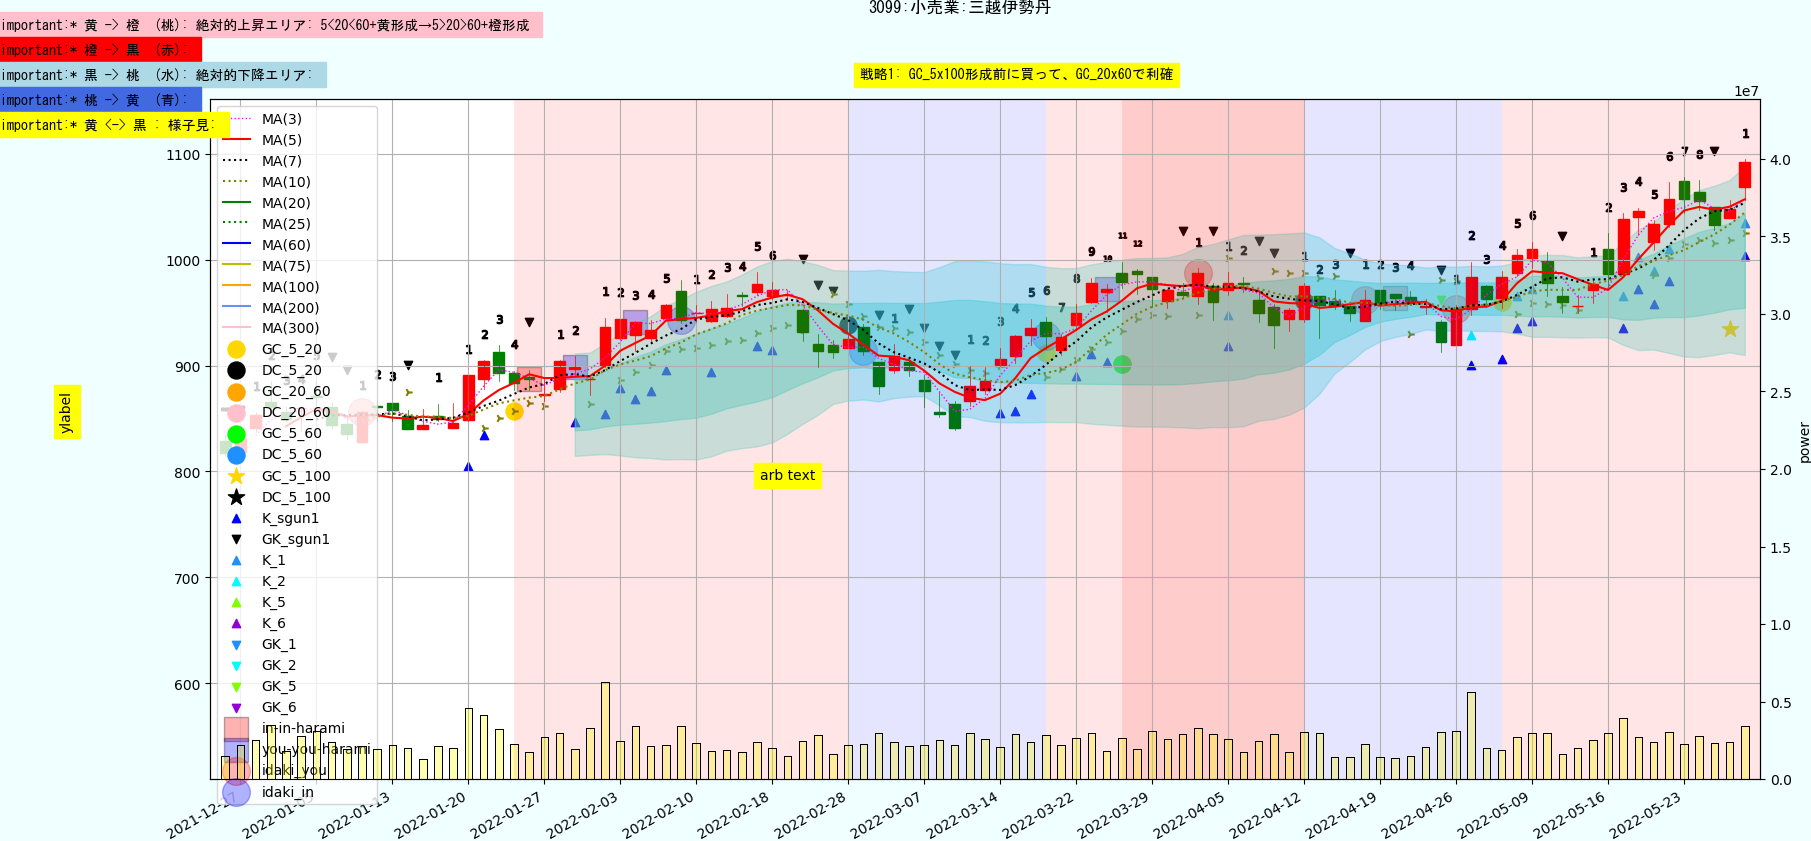 3099:小売業:三越伊勢丹
important:* 黄 -> 橙 (桃): 絶対的上昇エリア: 5<20<60+黄形成→5>20>60+橙形成
important:* 橙 -> 黒 (赤):
important:* 黒 -> 桃 (水): 絶対的下降エリア:
戦略1: GC_5x100形成前に買って、GC_20x60で利確
important:* 桃 -> 黄 (青):
important:* 黄 <-> 黒 : 様子見:
1e7
MA(3)
MA(5)
MA(7)
MA(10)
MA(20)
MA(25)
MA(60)
MA(75)
MA(100)
MA(200)
MA(300)
GC_5_20
DC_5_20
GC_20_60
DC_20_60
GC_5_60
DC_5_60
GC_5_100
DC_5_100
K_sgun1
GK_sgun1
K_1
K_2
K_5
K_6
GK_1
GK_2
GK_5
GK_6
in-in-harami
you-you-harami
idaki_you
idaki_in
1100
1000
900
800
700
600
ylabel
arb text
4.0
3.5
3.0
2.5
2.0
1.5
1.0
0.5
0.0
power
2022-01-13
2022-01-20
2022-01-27
2022-02-03
2022-02-10
2022-02-18
2022-02-28
2022-03-07
2022-03-14
2022-03-22
2022-03-29
2022-04-05
2022-04-12
2022-04-19
2022-04-26
2022-05-09
2022-05-16
2022-05-23